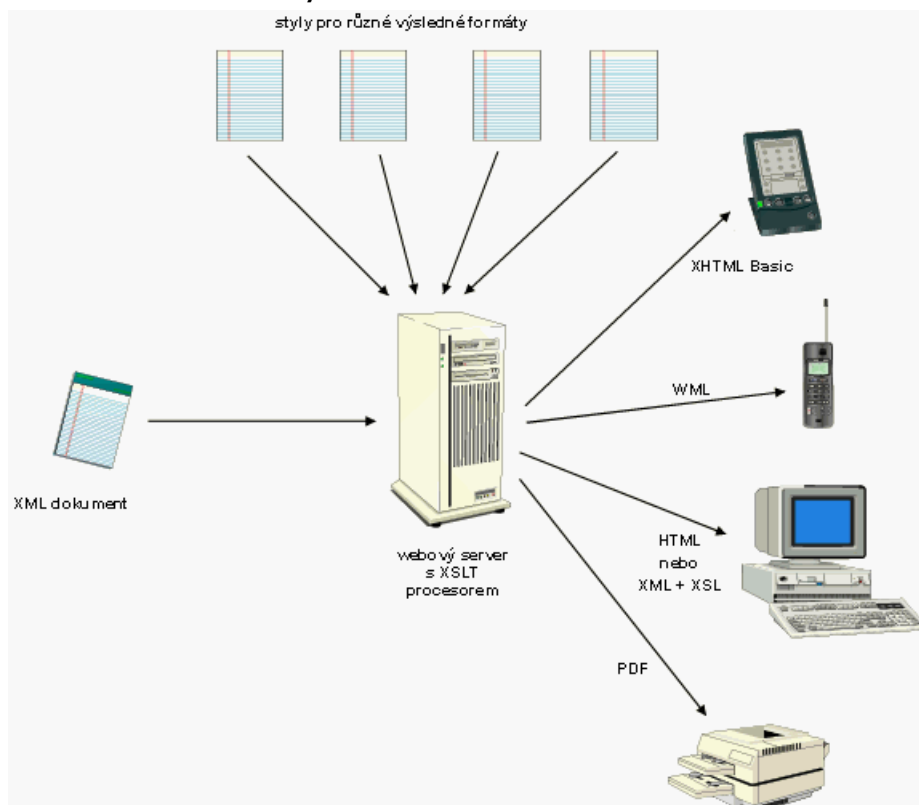 styly pro různé výsledné formáty
XHTML Basic
WML
XML dokument
webový server
s XSLT
procesorem
HTML
nebo
XML + XSL
PDF